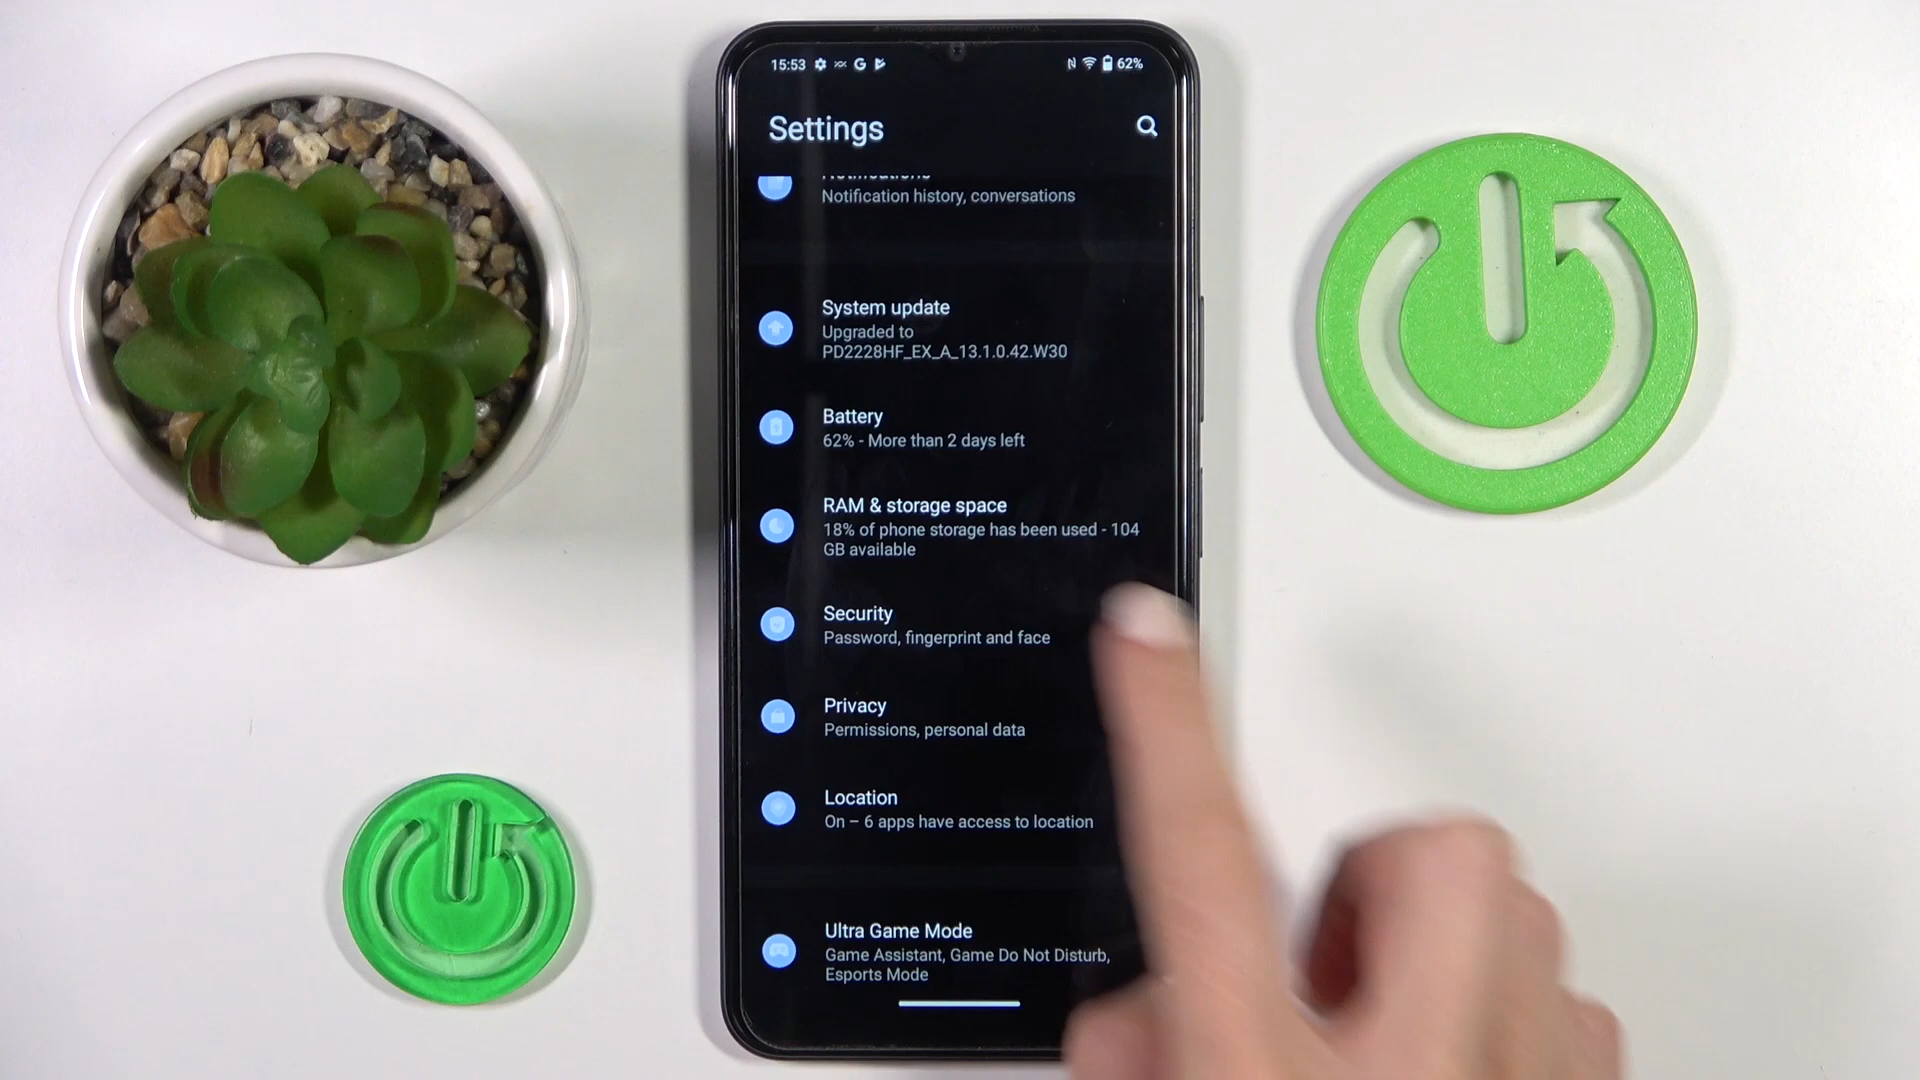 15:53 62%
Settings
Notifications
Notification history, conversations
System update
Upgraded to
PD2228HF_EX_A_13.1.0.42.W30
Battery
62% - More than 2 days left
RAM & storage space
18% of phone storage has been used - 104
GB available
Security
Password, fingerprint and face
Privacy
Permissions, personal data
Location
On – 6 apps have access to location
Ultra Game Mode
Game Assistant, Game Do Not Disturb,
Esports Mode